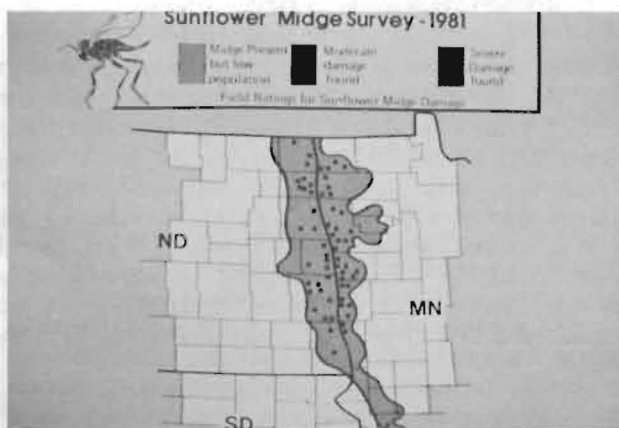 Sunflower Midge Survey - 1981
Midge Present
but low
population
Moderate
damage
found
Severe
Damage
found
Field Ratings for Sunflower Midge Damage
ND
MN
SD